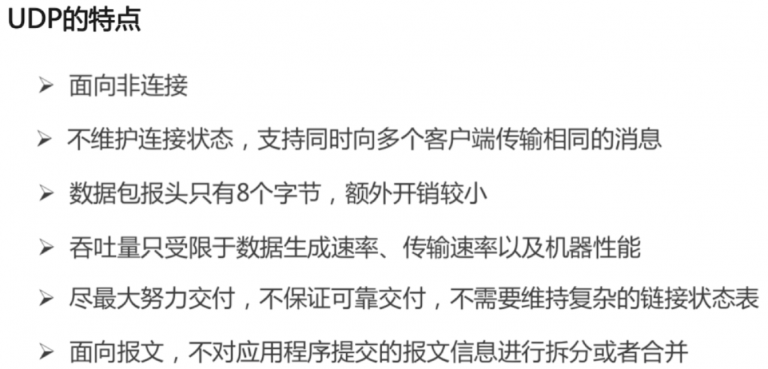 UDP的特点
➢ 面向非连接
➢ 不维护连接状态，支持同时向多个客户端传输相同的消息
➢ 数据包报头只有8个字节，额外开销较小
➢ 吞吐量只受限于数据生成速率、传输速率以及机器性能
➢ 尽最大努力交付，不保证可靠交付，不需要维持复杂的链接状态表
➢ 面向报文，不对应用程序提交的报文信息进行拆分或者合并